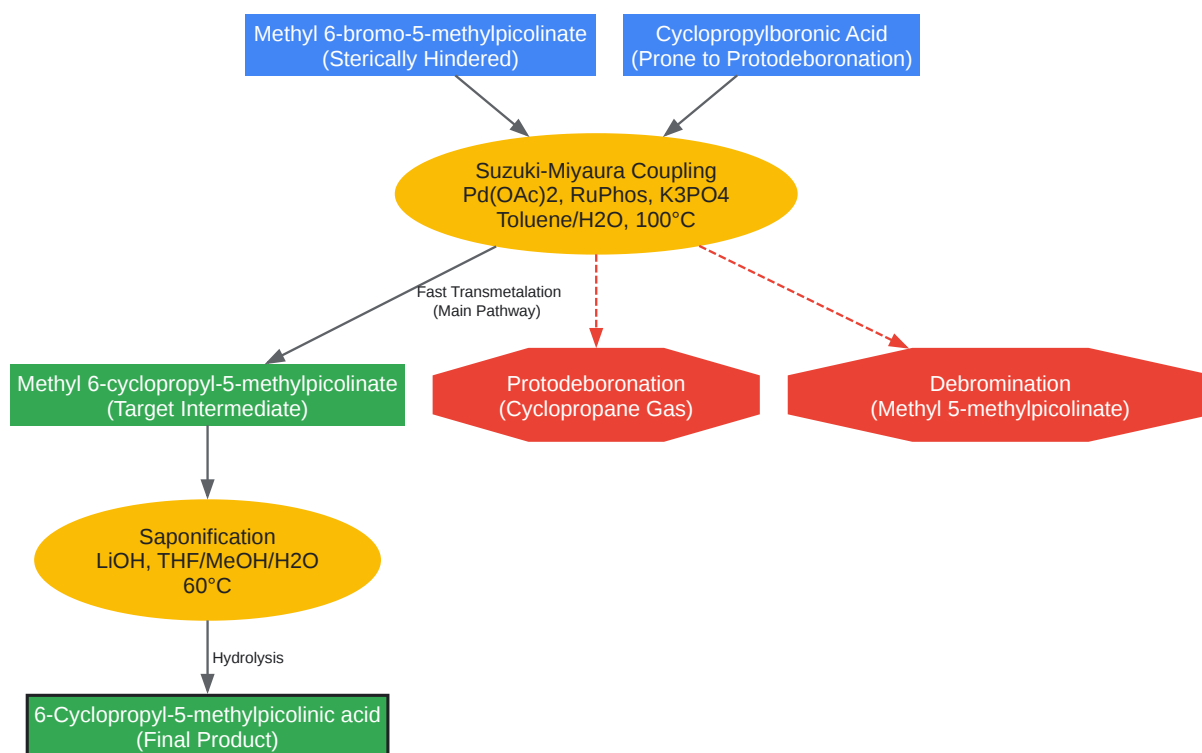 Methyl 6-bromo-5-methylpicolinate
(Sterically Hindered)
Cyclopropylboronic Acid
(Prone to Protodeboronation)
Suzuki-Miyaura Coupling
Pd(OAc)2, RuPhos, K3PO4
Toluene/H2O, 100°C
Fast Transmetalation
(Main Pathway)
Methyl 6-cyclopropyl-5-methylpicolinate
(Target Intermediate)
Protodeboronation
(Cyclopropane Gas)
Debromination
(Methyl 5-methylpicolinate)
Saponification
LiOH, THF/MeOH/H2O
60°C
Hydrolysis
6-Cyclopropyl-5-methylpicolinic acid
(Final Product)